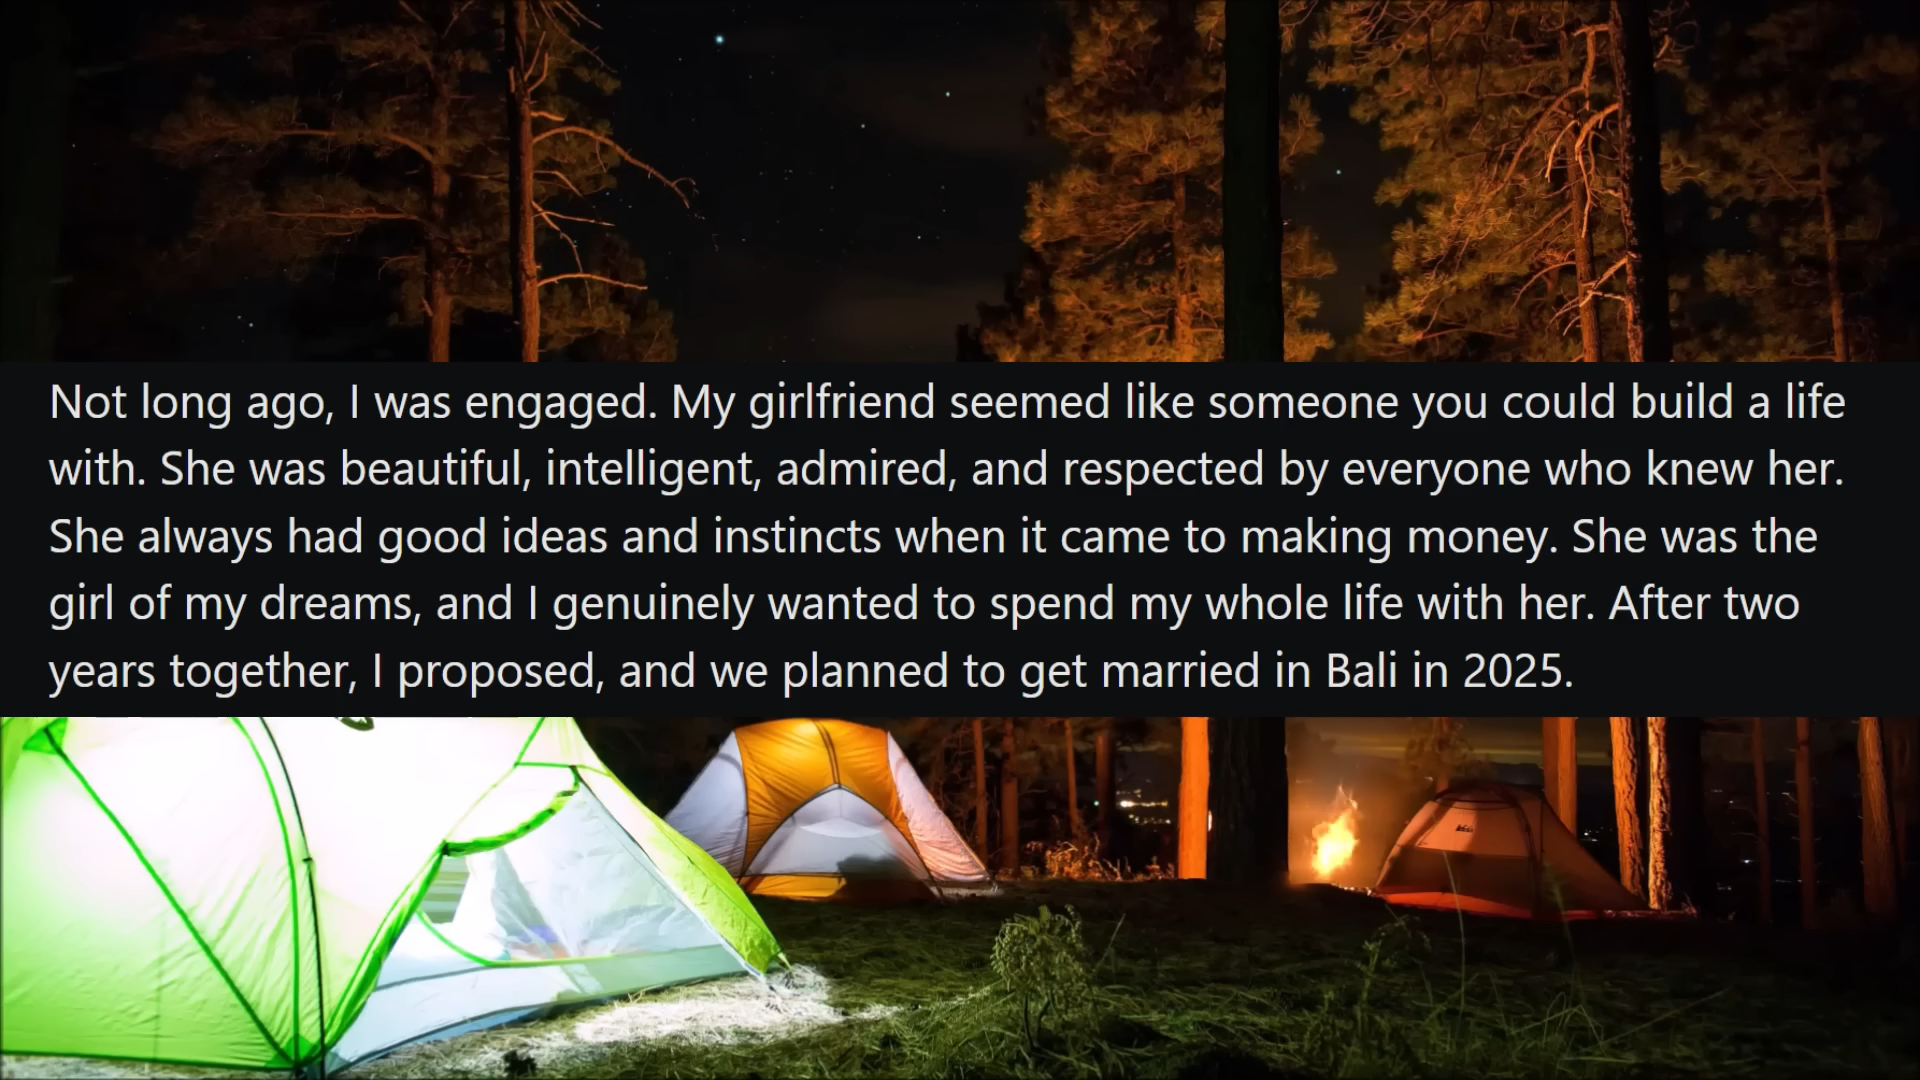 Not long ago, I was engaged. My girlfriend seemed like someone you could build a life
with. She was beautiful, intelligent, admired, and respected by everyone who knew her.
She always had good ideas and instincts when it came to making money. She was the
girl of my dreams, and I genuinely wanted to spend my whole life with her. After two
years together, I proposed, and we planned to get married in Bali in 2025.